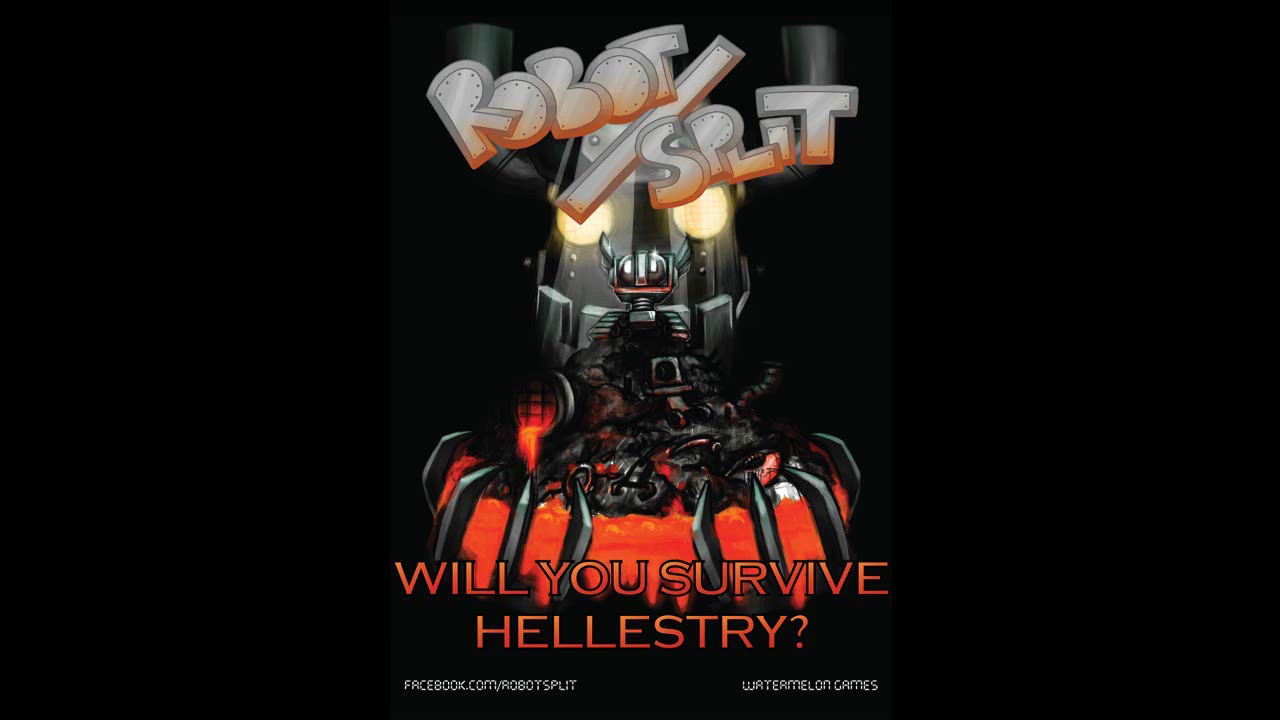 ROBOT/
SPLIT
WILL YOU SURVIVE
HELLESTRY?
FACEBOOK.COM/ROBOTSPLIT
WATERMELON GAMES